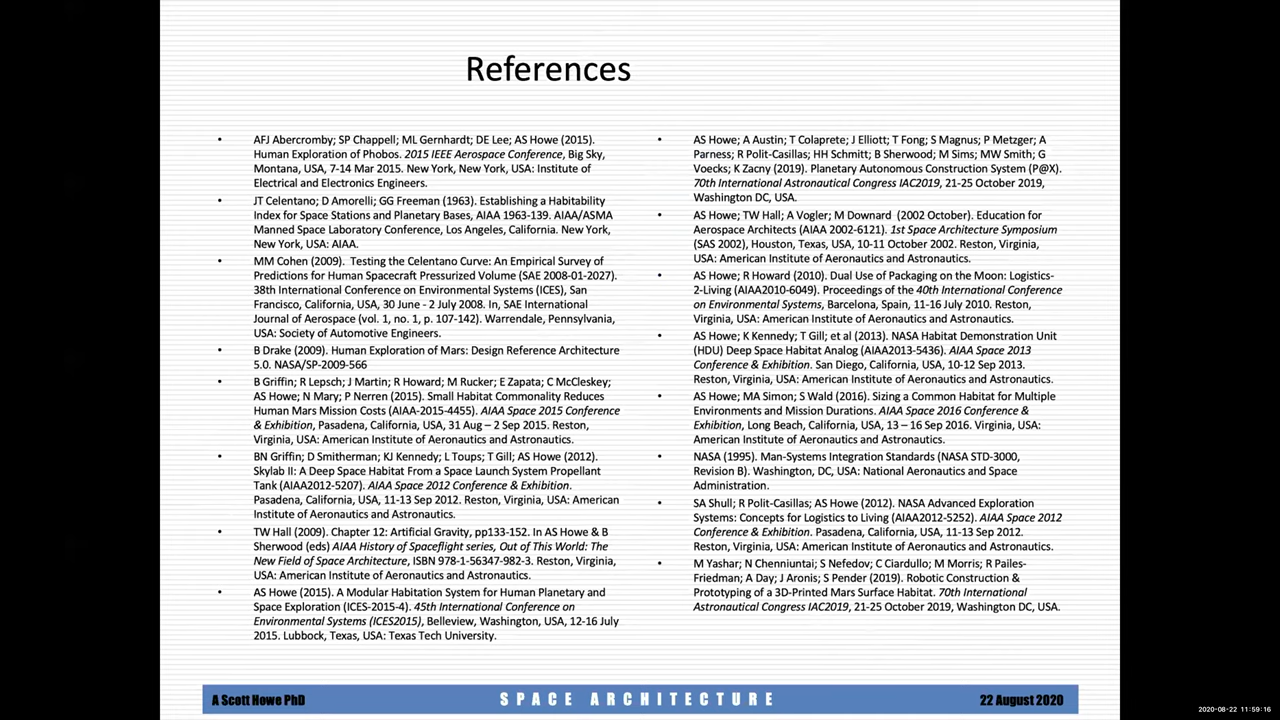 References
• AFJ Abercromby; SP Chappell; ML Gernhardt; DE Lee; AS Howe (2015).
Human Exploration of Phobos. 2015 IEEE Aerospace Conference, Big Sky,
Montana, USA, 7-14 Mar 2015. New York, New York, USA: Institute of
Electrical and Electronics Engineers.
• JT Celentano; D Amorelli; GG Freeman (1963). Establishing a Habitability
Index for Space Stations and Planetary Bases, AIAA 1963-139. AIAA/ASMA
Manned Space Laboratory Conference, Los Angeles, California. New York,
New York, USA: AIAA.
• MM Cohen (2009). Testing the Celentano Curve: An Empirical Survey of
Predictions for Human Spacecraft Pressurized Volume (SAE 2008-01-2027).
38th International Conference on Environmental Systems (ICES), San
Francisco, California, USA, 30 June - 2 July 2008. In, SAE International
Journal of Aerospace (vol. 1, no. 1, p. 107-142). Warrendale, Pennsylvania,
USA: Society of Automotive Engineers.
• B Drake (2009). Human Exploration of Mars: Design Reference Architecture
5.0. NASA/SP-2009-566
• B Griffin; R Lepsch; J Martin; R Howard; M Rucker; E Zapata; C McCleskey;
AS Howe; N Mary; P Nerren (2015). Small Habitat Commonality Reduces
Human Mars Mission Costs (AIAA-2015-4455). AIAA Space 2015 Conference
& Exhibition, Pasadena, California, USA, 31 Aug – 2 Sep 2015. Reston,
Virginia, USA: American Institute of Aeronautics and Astronautics.
• BN Griffin; D Smitherman; KJ Kennedy; L Toups; T Gill; AS Howe (2012).
Skylab II: A Deep Space Habitat From a Space Launch System Propellant
Tank (AIAA2012-5207). AIAA Space 2012 Conference & Exhibition.
Pasadena, California, USA, 11-13 Sep 2012. Reston, Virginia, USA: American
Institute of Aeronautics and Astronautics.
• TW Hall (2009). Chapter 12: Artificial Gravity, pp133-152. In AS Howe & B
Sherwood (eds) AIAA History of Spaceflight series, Out of This World: The
New Field of Space Architecture, ISBN 978-1-56347-982-3. Reston, Virginia,
USA: American Institute of Aeronautics and Astronautics.
• AS Howe (2015). A Modular Habitation System for Human Planetary and
Space Exploration (ICES-2015-4). 45th International Conference on
Environmental Systems (ICES2015), Belleview, Washington, USA, 12-16 July
2015. Lubbock, Texas, USA: Texas Tech University.
• AS Howe; A Austin; T Colaprete; J Elliott; T Fong; S Magnus; P Metzger; A
Parness; R Polit-Casillas; HH Schmitt; B Sherwood; M Sims; MW Smith; G
Voecks; K Zacny (2019). Planetary Autonomous Construction System (P@X).
70th International Astronautical Congress IAC2019, 21-25 October 2019,
Washington DC, USA.
• AS Howe; TW Hall; A Vogler; M Downard (2002 October). Education for
Aerospace Architects (AIAA 2002-6121). 1st Space Architecture Symposium
(SAS 2002), Houston, Texas, USA, 10-11 October 2002. Reston, Virginia,
USA: American Institute of Aeronautics and Astronautics.
• AS Howe; R Howard (2010). Dual Use of Packaging on the Moon: Logistics-
2-Living (AIAA2010-6049). Proceedings of the 40th International Conference
on Environmental Systems, Barcelona, Spain, 11-16 July 2010. Reston,
Virginia, USA: American Institute of Aeronautics and Astronautics.
• AS Howe; K Kennedy; T Gill; et al (2013). NASA Habitat Demonstration Unit
(HDU) Deep Space Habitat Analog (AIAA2013-5436). AIAA Space 2013
Conference & Exhibition. San Diego, California, USA, 10-12 Sep 2013.
Reston, Virginia, USA: American Institute of Aeronautics and Astronautics.
• AS Howe; MA Simon; S Wald (2016). Sizing a Common Habitat for Multiple
Environments and Mission Durations. AIAA Space 2016 Conference &
Exhibition, Long Beach, California, USA, 13 – 16 Sep 2016. Virginia, USA:
American Institute of Aeronautics and Astronautics.
• NASA (1995). Man-Systems Integration Standards (NASA STD-3000,
Revision B). Washington, DC, USA: National Aeronautics and Space
Administration.
• SA Shull; R Polit-Casillas; AS Howe (2012). NASA Advanced Exploration
Systems: Concepts for Logistics to Living (AIAA2012-5252). AIAA Space 2012
Conference & Exhibition. Pasadena, California, USA, 11-13 Sep 2012.
Reston, Virginia, USA: American Institute of Aeronautics and Astronautics.
• M Yashar; N Chenniuntai; S Nefedov; C Ciardullo; M Morris; R Pailes-
Friedman; A Day; J Aronis; S Pender (2019). Robotic Construction &
Prototyping of a 3D-Printed Mars Surface Habitat. 70th International
Astronautical Congress IAC2019, 21-25 October 2019, Washington DC, USA.
A Scott Howe PhD
SPACE ARCHITECTURE
22 August 2020
2020-08-22 11:59:16